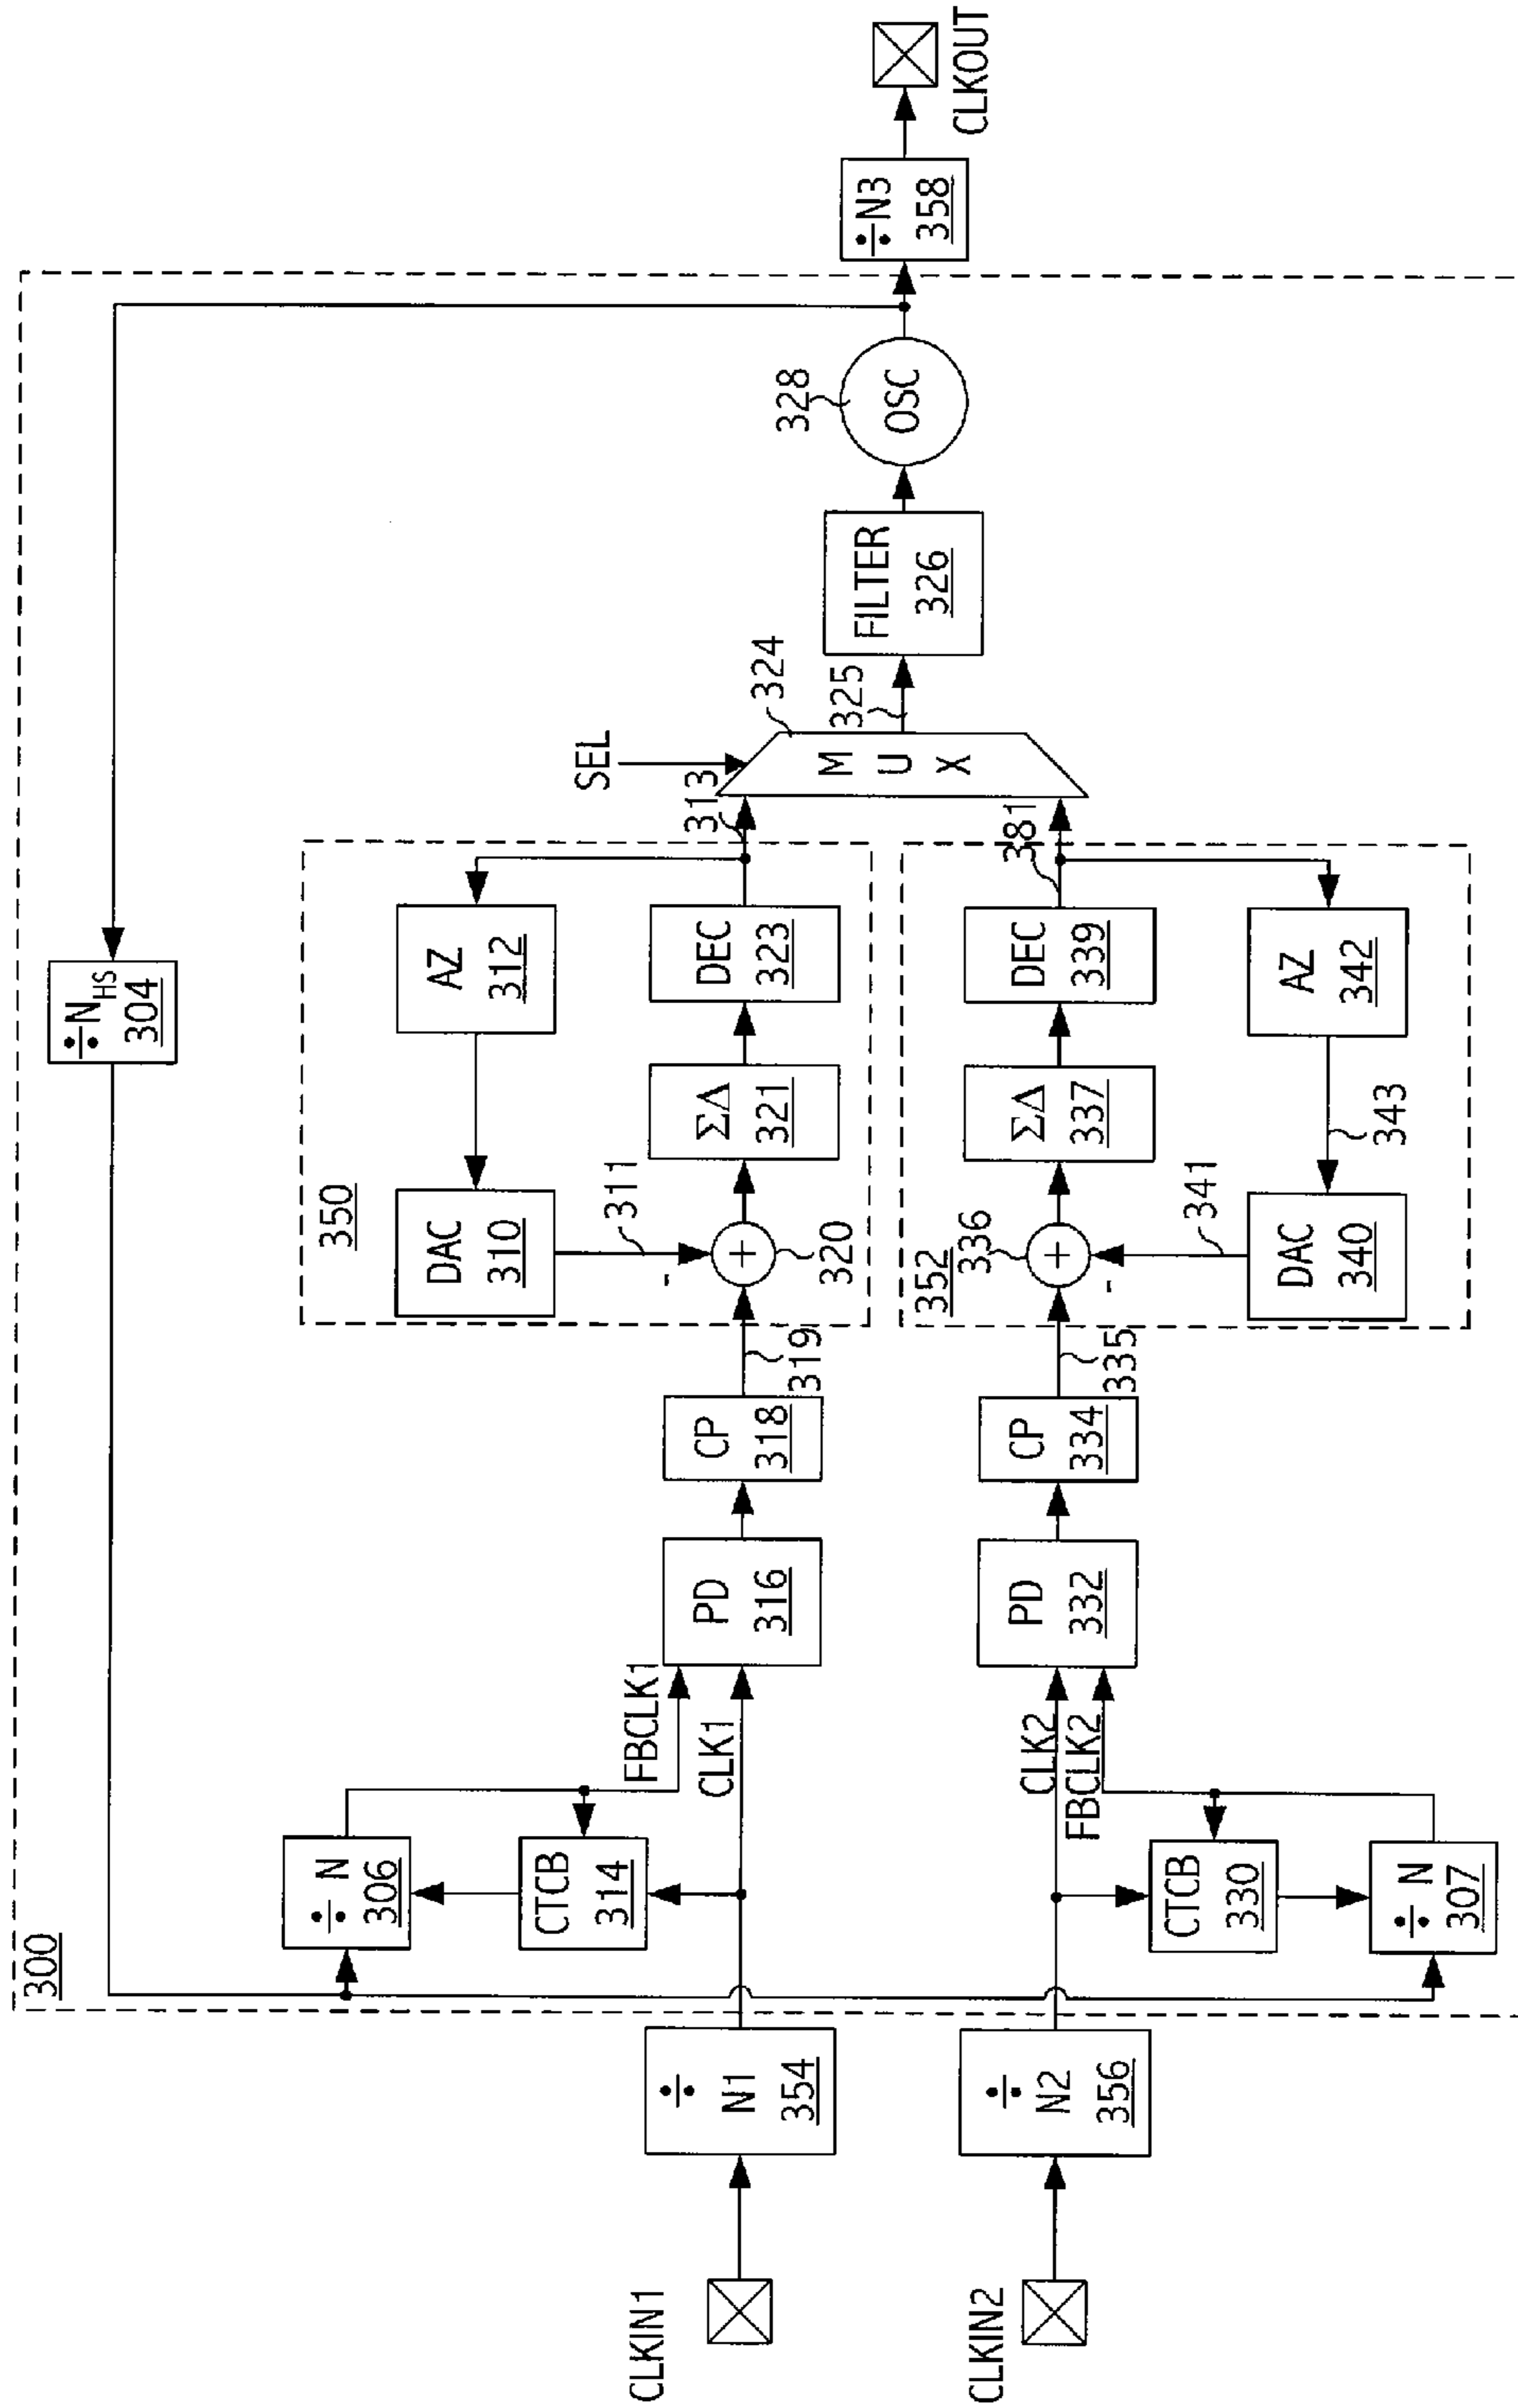 300
÷N_HS
304
÷ N
306
CTCB
314
FBCLK1
CLK1
CLKIN1
÷
N1
354
PD
316
CP
318
319
350
DAC
310
311
-
+
320
AZ
312
ΣΔ
321
DEC
323
313
SEL
324
M
U
X
325
FILTER
326
328
OSC
÷N3
358
CLKOUT
CLKIN2
÷
N2
356
CLK2
FBCLK2
CTCB
330
÷ N
307
PD
332
CP
334
335
352
336
+
-
341
DAC
340
343
ΣΔ
337
DEC
339
381
AZ
342